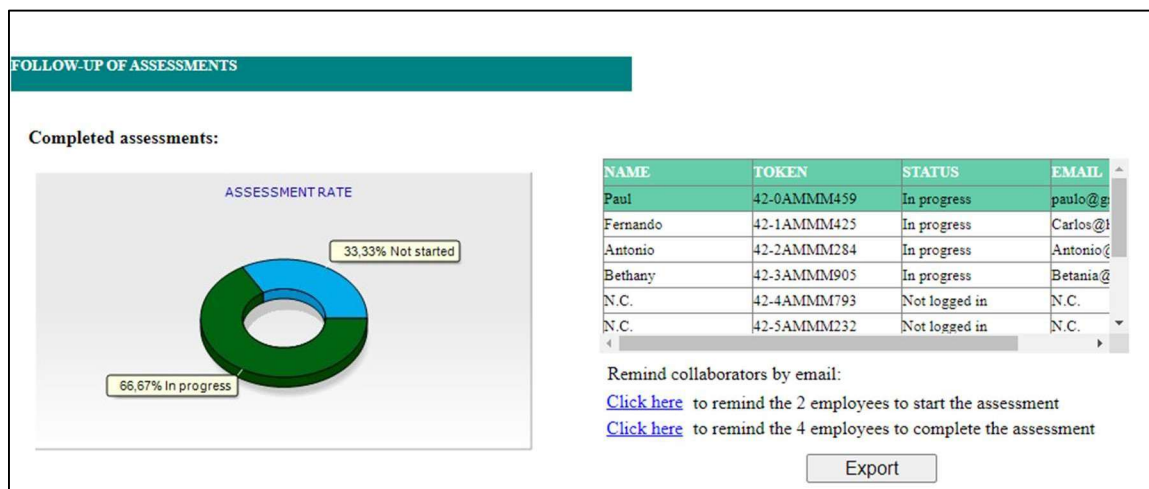 FOLLOW-UP OF ASSESSMENTS
Completed assessments:
ASSESSMENT RATE
33,33% Not started
66,67% In progress
NAME TOKEN STATUS EMAIL
Paul 42-0AMMM459 In progress paulo@g
Fernando 42-1AMMM425 In progress Carlos@
Antonio 42-2AMMM284 In progress Antonio@
Bethany 42-3AMMM905 In progress Betania@
N.C. 42-4AMMM793 Not logged in N.C.
N.C. 42-5AMMM232 Not logged in N.C.
Remind collaborators by email:
Click here to remind the 2 employees to start the assessment
Click here to remind the 4 employees to complete the assessment
Export